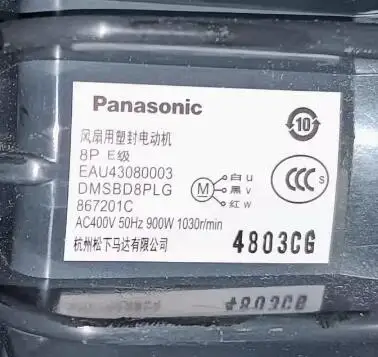 Panasonic
风扇用塑封电动机
8P E级
EAU43080003
DMSBD8PLG
867201C
AC400V 50Hz 900W 1030r/min
杭州松下马达有限公司
M
白 U
黑 V
红 W
10
CCC S
4803CG
4803CG